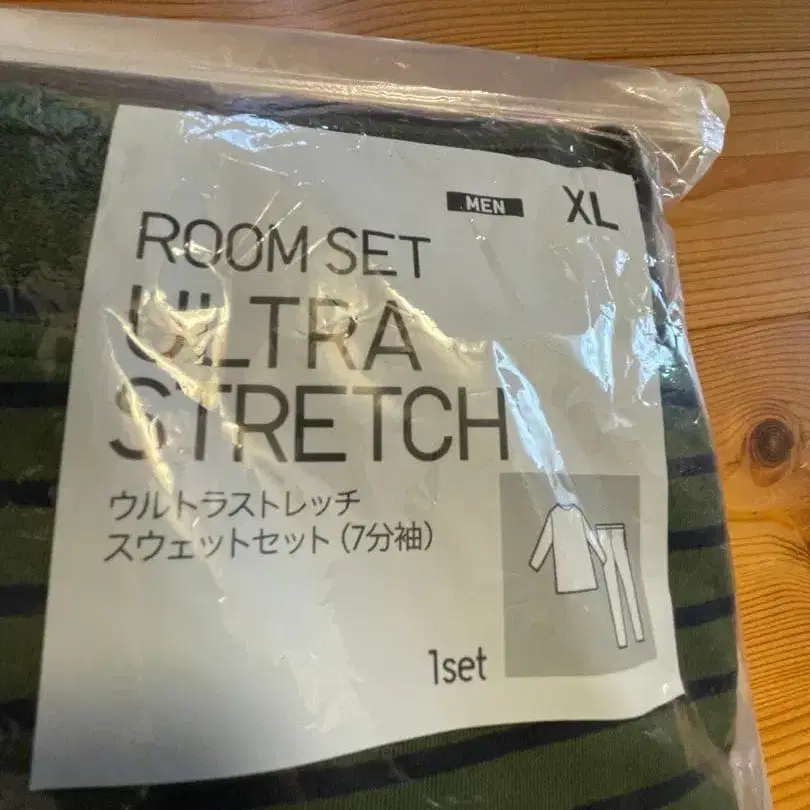 MEN XL
ROOM SET
ULTRA
STRETCH
ウルトラストレッチ
スウェットセット（7分袖）
1set